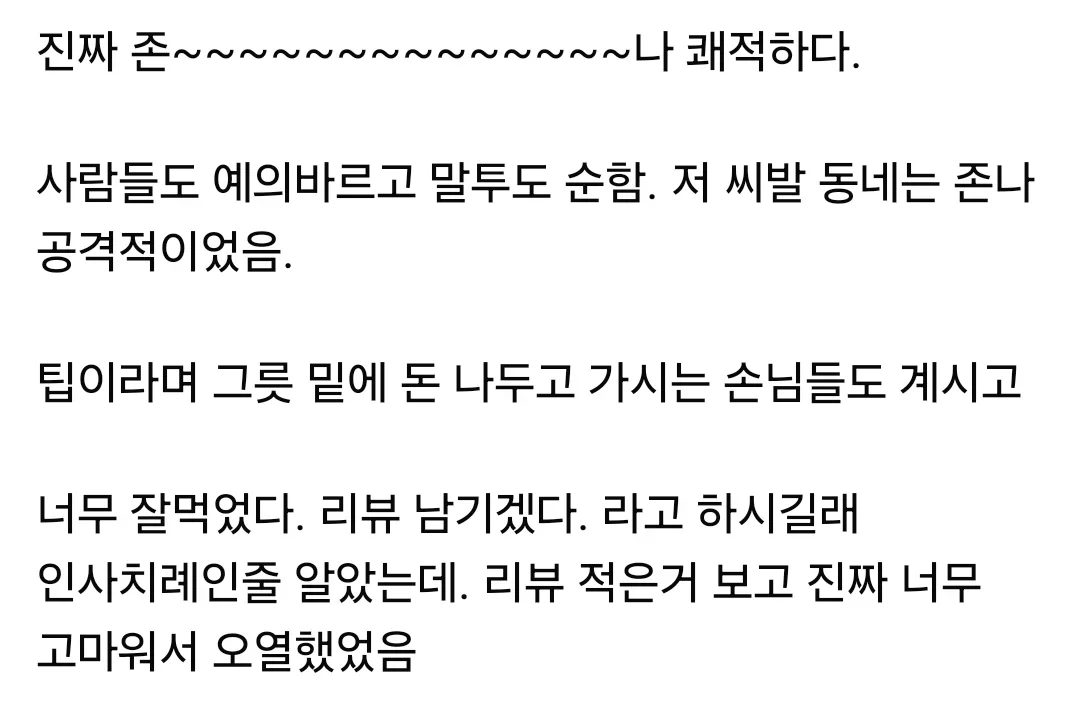 진짜 존~~~~~~~~~~~~~~나 쾌적하다.
사람들도 예의바르고 말투도 순함. 저 씨발 동네는 존나
공격적이었음.
팁이라며 그릇 밑에 돈 나두고 가시는 손님들도 계시고
너무 잘먹었다. 리뷰 남기겠다. 라고 하시길래
인사치례인줄 알았는데. 리뷰 적은거 보고 진짜 너무
고마워서 오열했었음